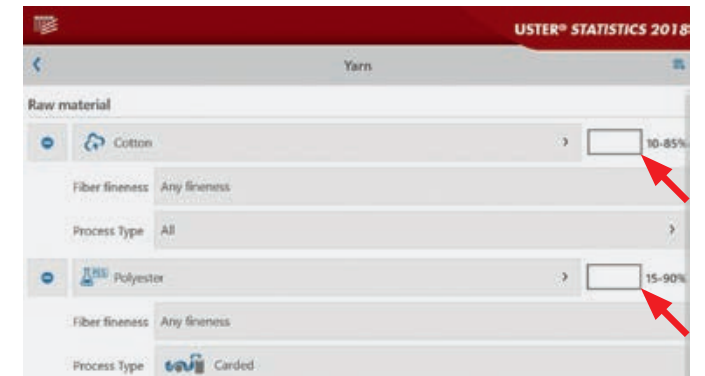 USTER® STATISTICS 2018
Yarn
Raw material
Cotton 10-85%
Fiber fineness Any fineness
Process Type All
Polyester 15-90%
Fiber fineness Any fineness
Process Type Carded